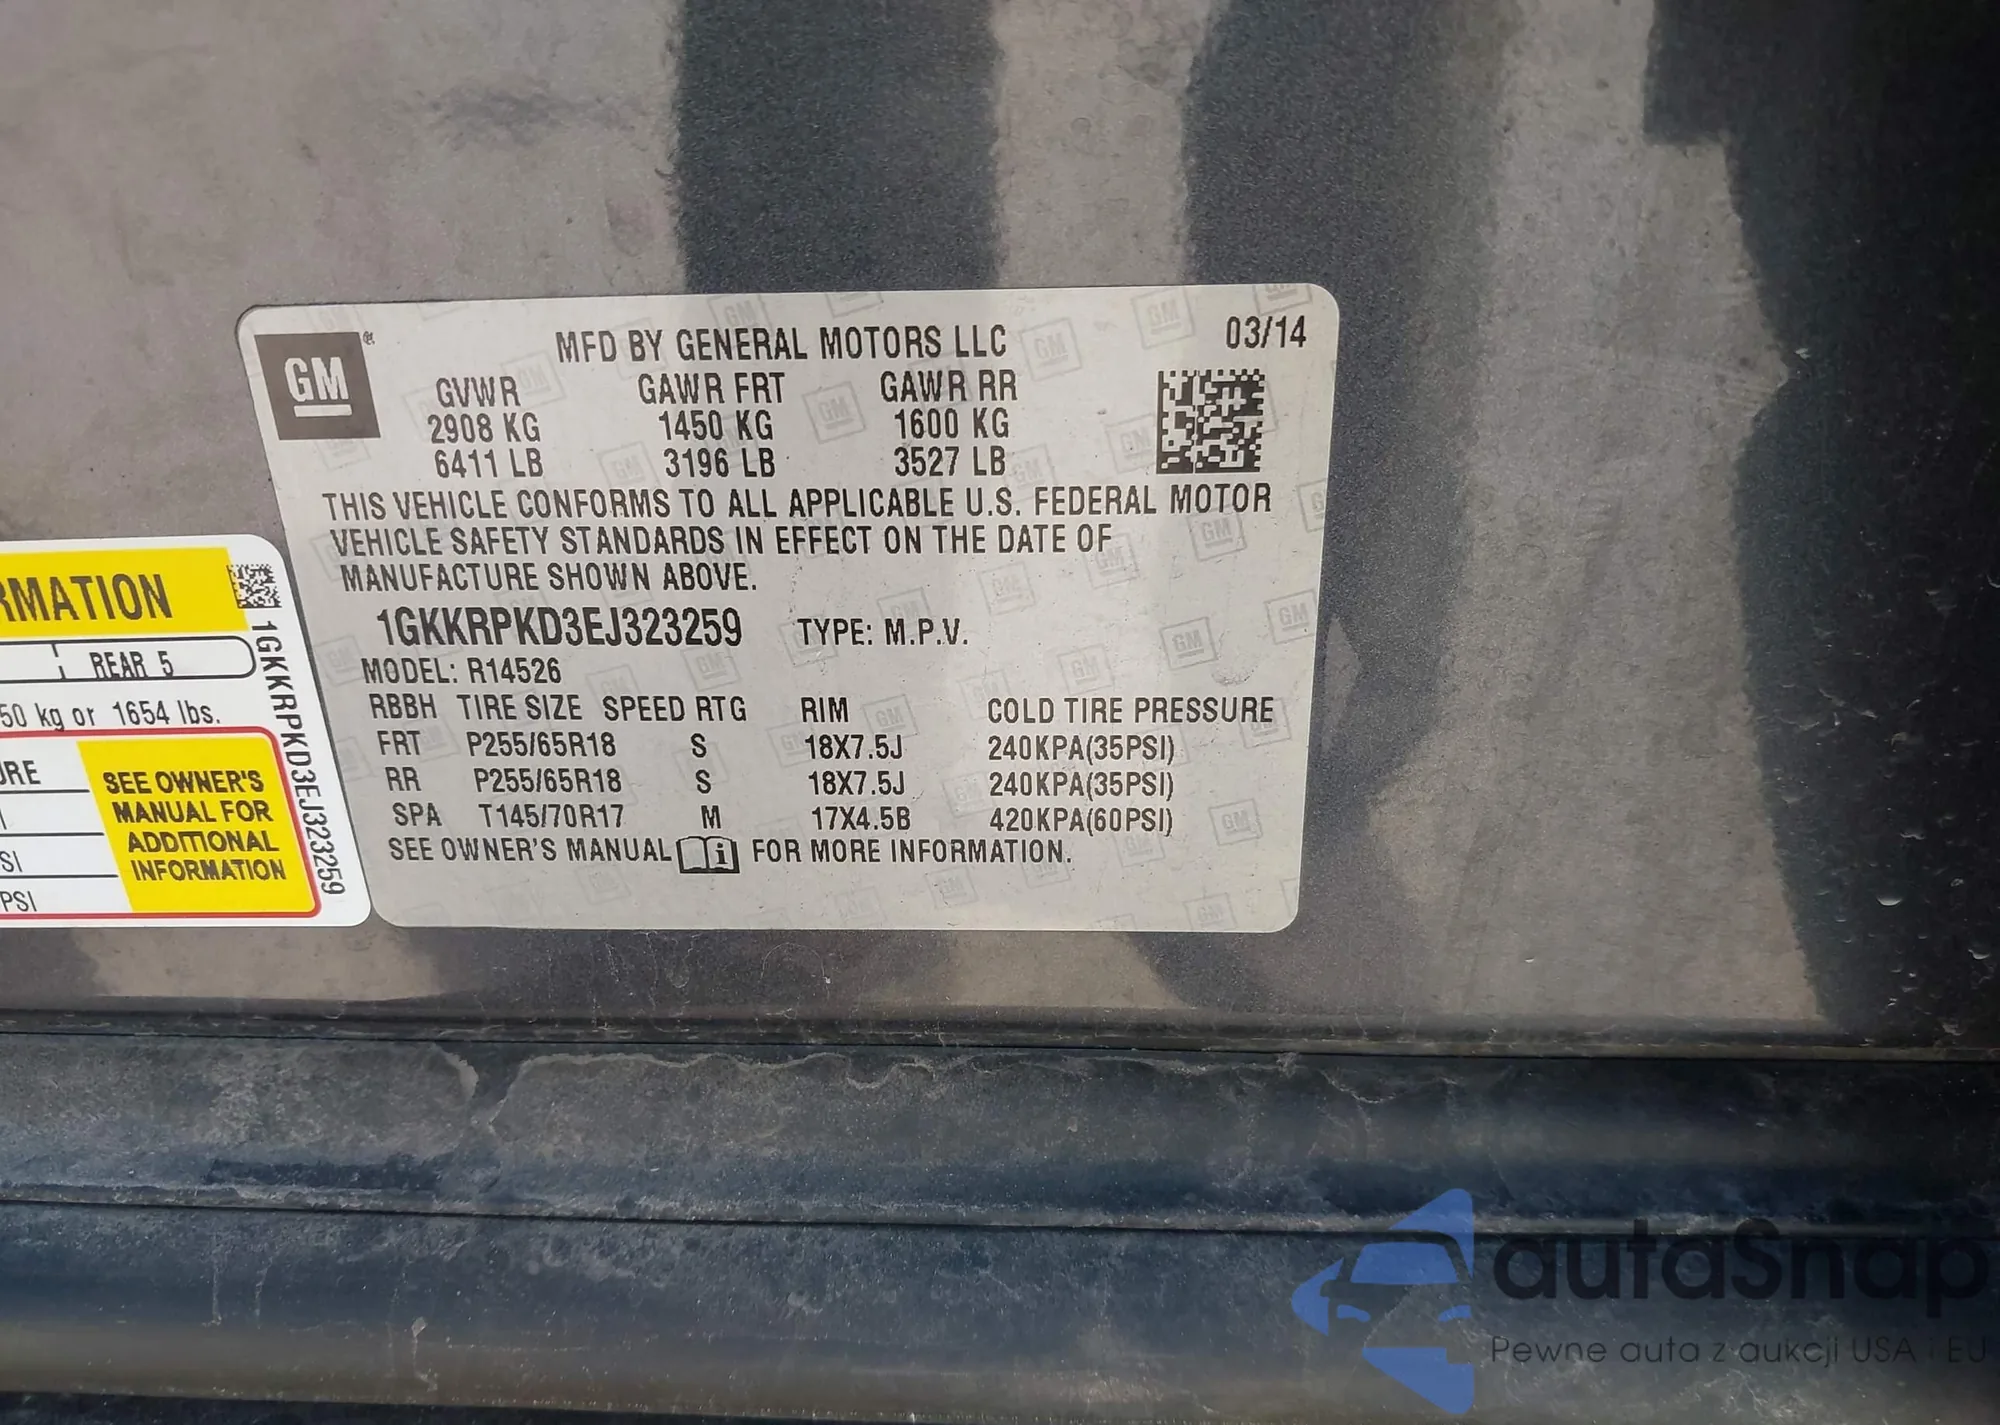 GM
MFD BY GENERAL MOTORS LLC
03/14
GVWR GAWR FRT GAWR RR
2908 KG 1450 KG 1600 KG
6411 LB 3196 LB 3527 LB
THIS VEHICLE CONFORMS TO ALL APPLICABLE U.S. FEDERAL MOTOR
VEHICLE SAFETY STANDARDS IN EFFECT ON THE DATE OF
MANUFACTURE SHOWN ABOVE.
1GKKRPKD3EJ323259 TYPE: M.P.V.
MODEL: R14526
RBBH TIRE SIZE SPEED RTG RIM COLD TIRE PRESSURE
FRT P255/65R18 S 18X7.5J 240KPA(35PSI)
RR P255/65R18 S 18X7.5J 240KPA(35PSI)
SPA T145/70R17 M 17X4.5B 420KPA(60PSI)
SEE OWNER'S MANUAL i FOR MORE INFORMATION.
RMATION
REAR 5
50 kg or 1654 lbs.
URE
SI
PSI
SEE OWNER'S
MANUAL FOR
ADDITIONAL
INFORMATION
1GKKRPKD3EJ323259
autaSnap
Pewne auta z aukcji USA i EU